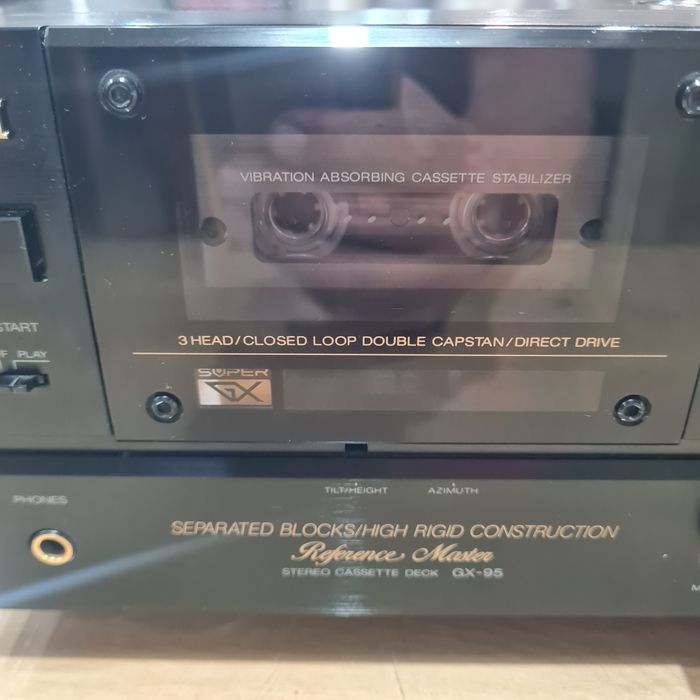 VIBRATION ABSORBING CASSETTE STABILIZER
START
PLAY
3 HEAD/CLOSED LOOP DOUBLE CAPSTAN/DIRECT DRIVE
SUPER
GX
PHONES
TILT/HEIGHT AZIMUTH
SEPARATED BLOCKS/HIGH RIGID CONSTRUCTION
Reference Master
STEREO CASSETTE DECK GX-95